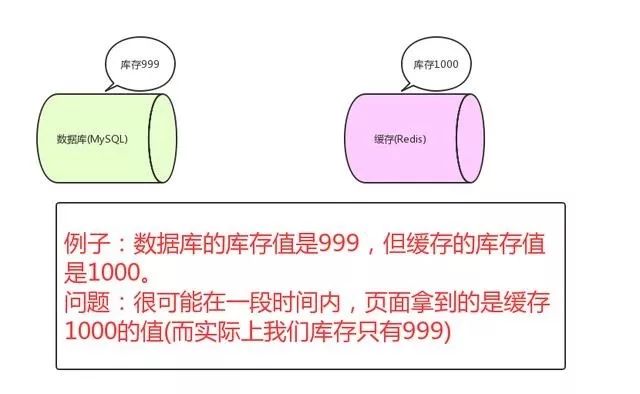 库存999
库存1000
数据库(MySQL)
缓存(Redis)
例子：数据库的库存值是999，但缓存的库存值
是1000。
问题：很可能在一段时间内，页面拿到的是缓存
1000的值(而实际上我们库存只有999)